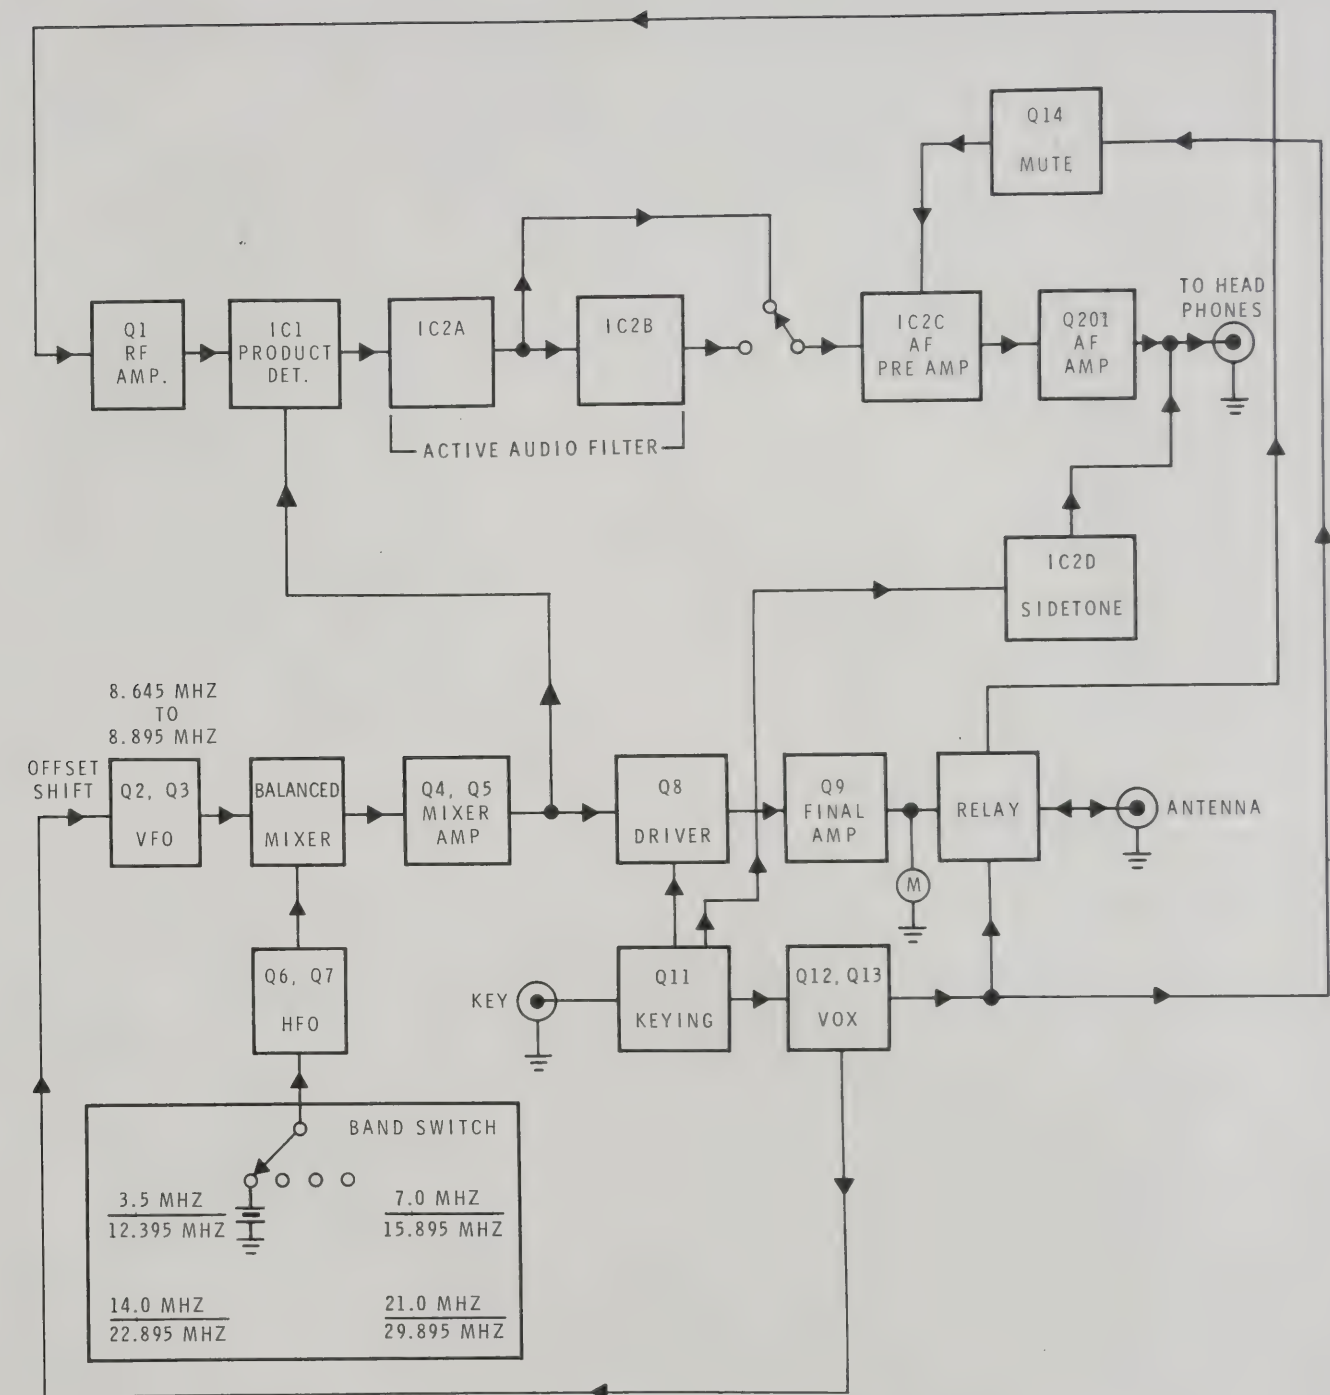 Q14
MUTE
TO HEAD
PHONES
Q1
RF
AMP.
IC1
PRODUCT
DET.
IC2A
IC2B
IC2C
AF
PRE AMP
Q201
AF
AMP
ACTIVE AUDIO FILTER
IC2D
SIDETONE
8.645 MHZ
TO
8.895 MHZ
OFFSET
SHIFT
Q2, Q3
VFO
BALANCED
MIXER
Q4, Q5
MIXER
AMP
Q8
DRIVER
Q9
FINAL
AMP
RELAY
ANTENNA
M
Q6, Q7
HFO
KEY
Q11
KEYING
Q12, Q13
VOX
BAND SWITCH
3.5 MHZ
12.395 MHZ
7.0 MHZ
15.895 MHZ
14.0 MHZ
22.895 MHZ
21.0 MHZ
29.895 MHZ